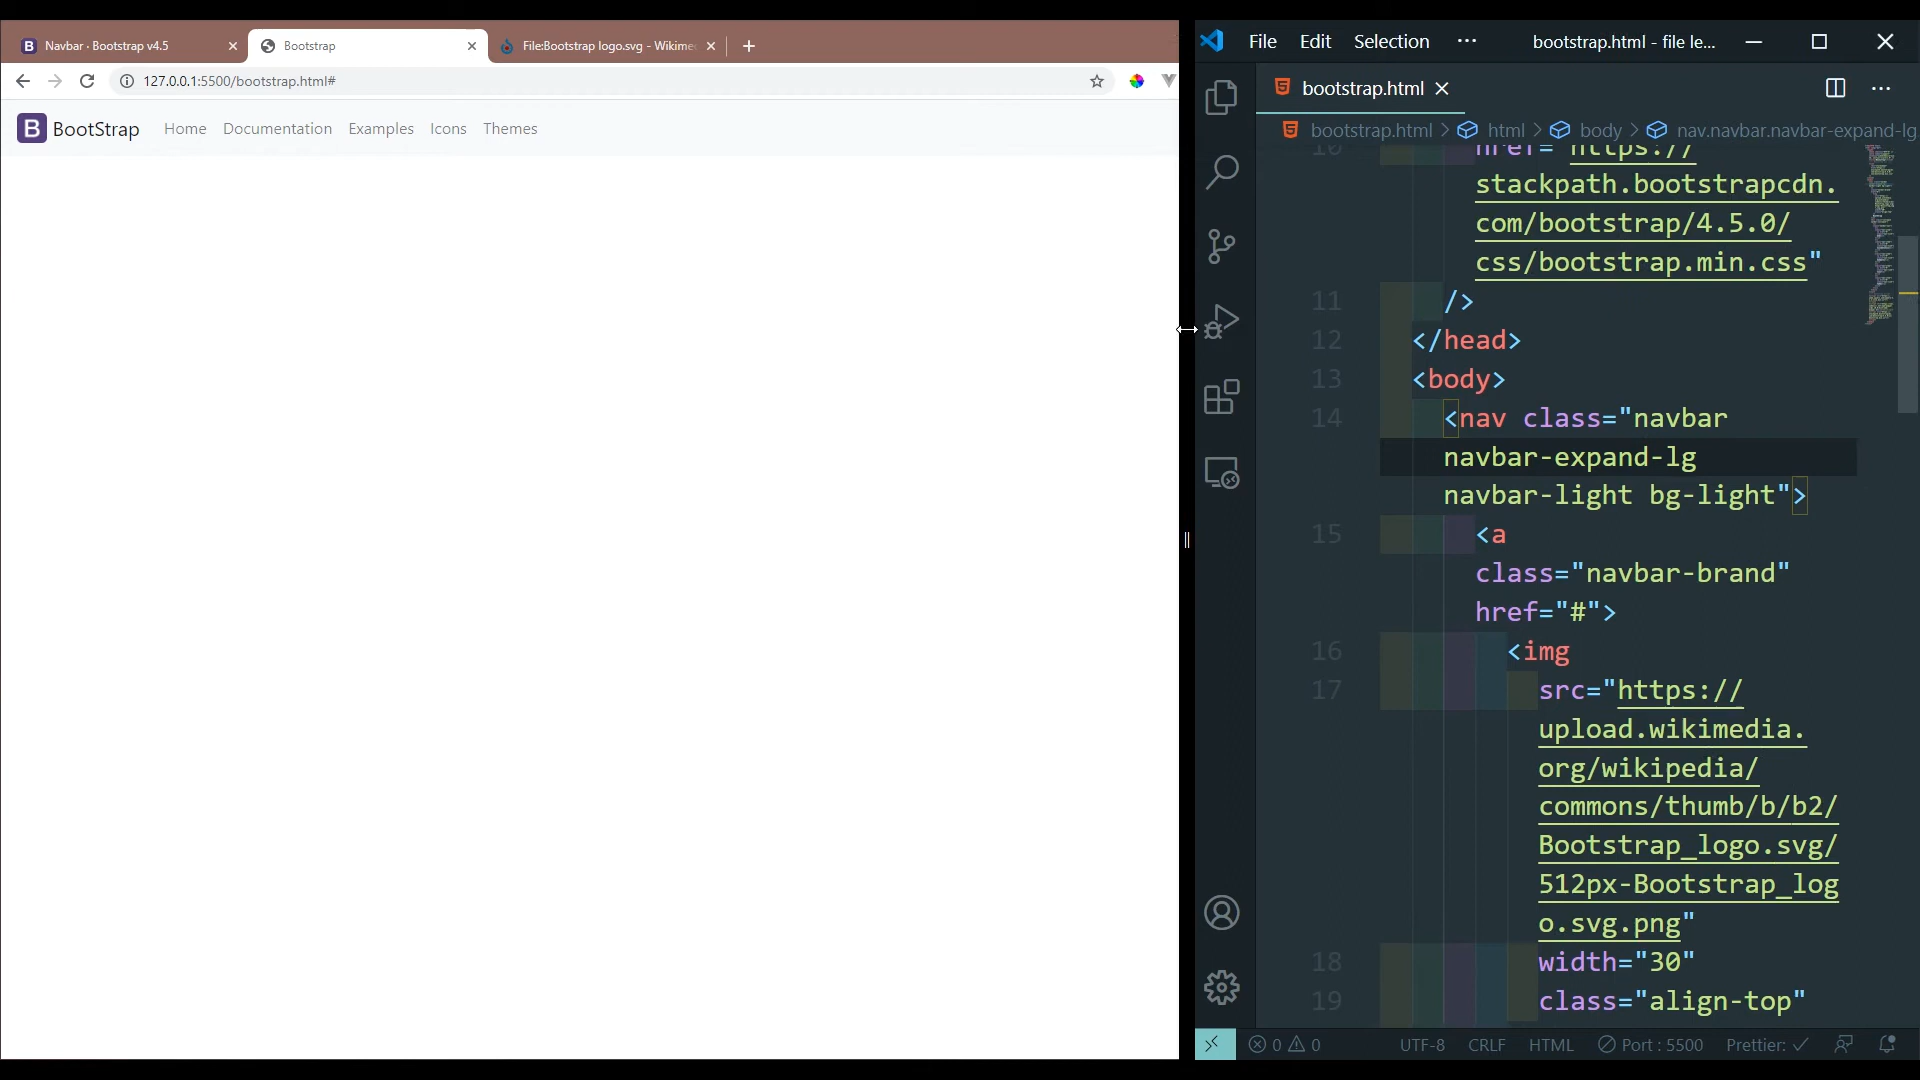 Navbar · Bootstrap v4.5
Bootstrap
File:Bootstrap logo.svg - Wikime
127.0.0.1:5500/bootstrap.html#
B BootStrap Home Documentation Examples Icons Themes
File Edit Selection ··· bootstrap.html - file le...
bootstrap.html
bootstrap.html > html > body > nav.navbar.navbar-expand-lg
10 href="https://
stackpath.bootstrapcdn.
com/bootstrap/4.5.0/
css/bootstrap.min.css"
11 />
12 </head>
13 <body>
14 <nav class="navbar
navbar-expand-lg
navbar-light bg-light">
15 <a
class="navbar-brand"
href="#">
16 <img
17 src="https://
upload.wikimedia.
org/wikipedia/
commons/thumb/b/b2/
Bootstrap_logo.svg/
512px-Bootstrap_log
o.svg.png"
18 width="30"
19 class="align-top"
0 0 UTF-8 CRLF HTML Port : 5500 Prettier: ✓